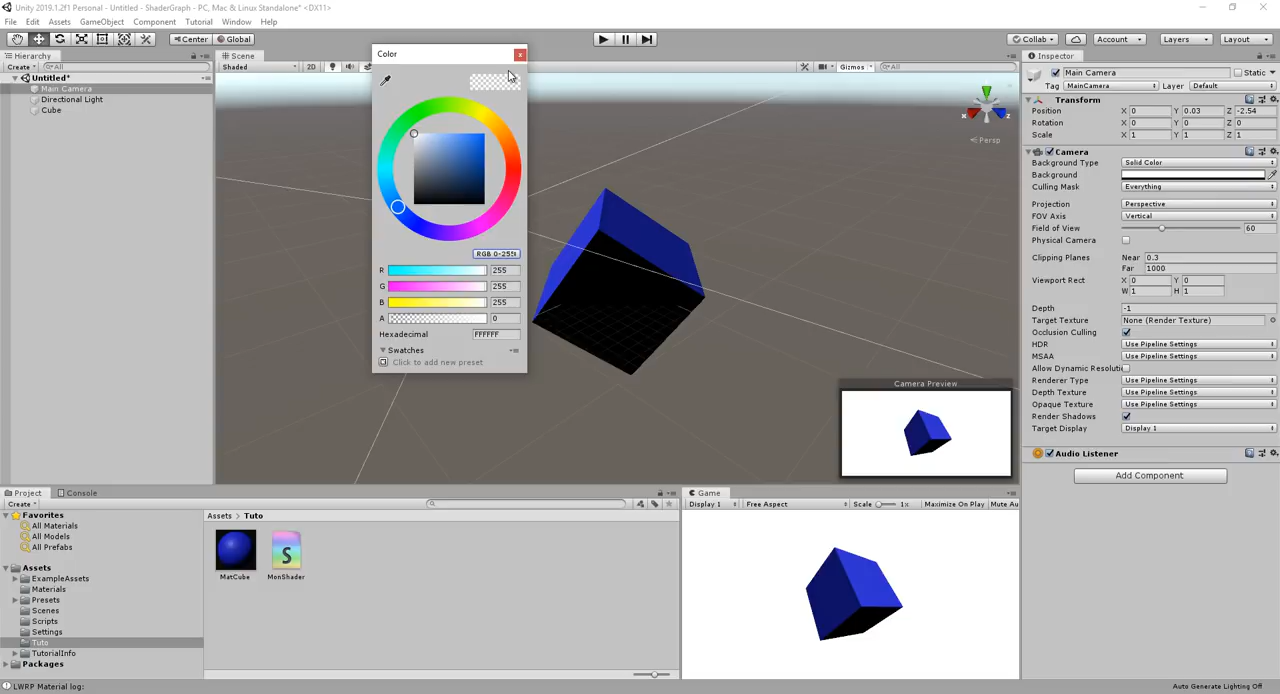 Unity 2019.1.2f1 Personal - Untitled - ShaderGraph - PC, Mac & Linux Standalone* <DX11>
File Edit Assets GameObject Component Tutorial Window Help
Center Global Collab Account Layers Layout
Hierarchy
Create All
Untitled*
Main Camera
Directional Light
Cube
Scene
Shaded 2D Gizmos All
Persp
Color
RGB 0-255
R 255
G 255
B 255
A 0
Hexadecimal FFFFFF
Swatches
Click to add new preset
Camera Preview
Inspector
Main Camera Static
Tag MainCamera Layer Default
Transform
Position X 0 Y 0.03 Z -2.54
Rotation X 0 Y 0 Z 0
Scale X 1 Y 1 Z 1
Camera
Background Type Solid Color
Background
Culling Mask Everything
Projection Perspective
FOV Axis Vertical
Field of View 60
Physical Camera
Clipping Planes Near 0.3
Far 1000
Viewport Rect X 0 Y 0
W 1 H 1
Depth -1
Target Texture None (Render Texture)
Occlusion Culling
HDR Use Pipeline Settings
MSAA Use Pipeline Settings
Allow Dynamic Resoluti
Renderer Type Use Pipeline Settings
Depth Texture Use Pipeline Settings
Opaque Texture Use Pipeline Settings
Render Shadows
Target Display Display 1
Audio Listener
Add Component
Project Console
Create
Favorites
All Materials
All Models
All Prefabs
Assets
ExampleAssets
Materials
Presets
Scenes
Scripts
Settings
Tuto
TutorialInfo
Packages
Assets > Tuto
S
MatCube MonShader
Game
Display 1 Free Aspect Scale 1x Maximize On Play Mute Au
LWRP Material log:
Auto Generate Lighting Off